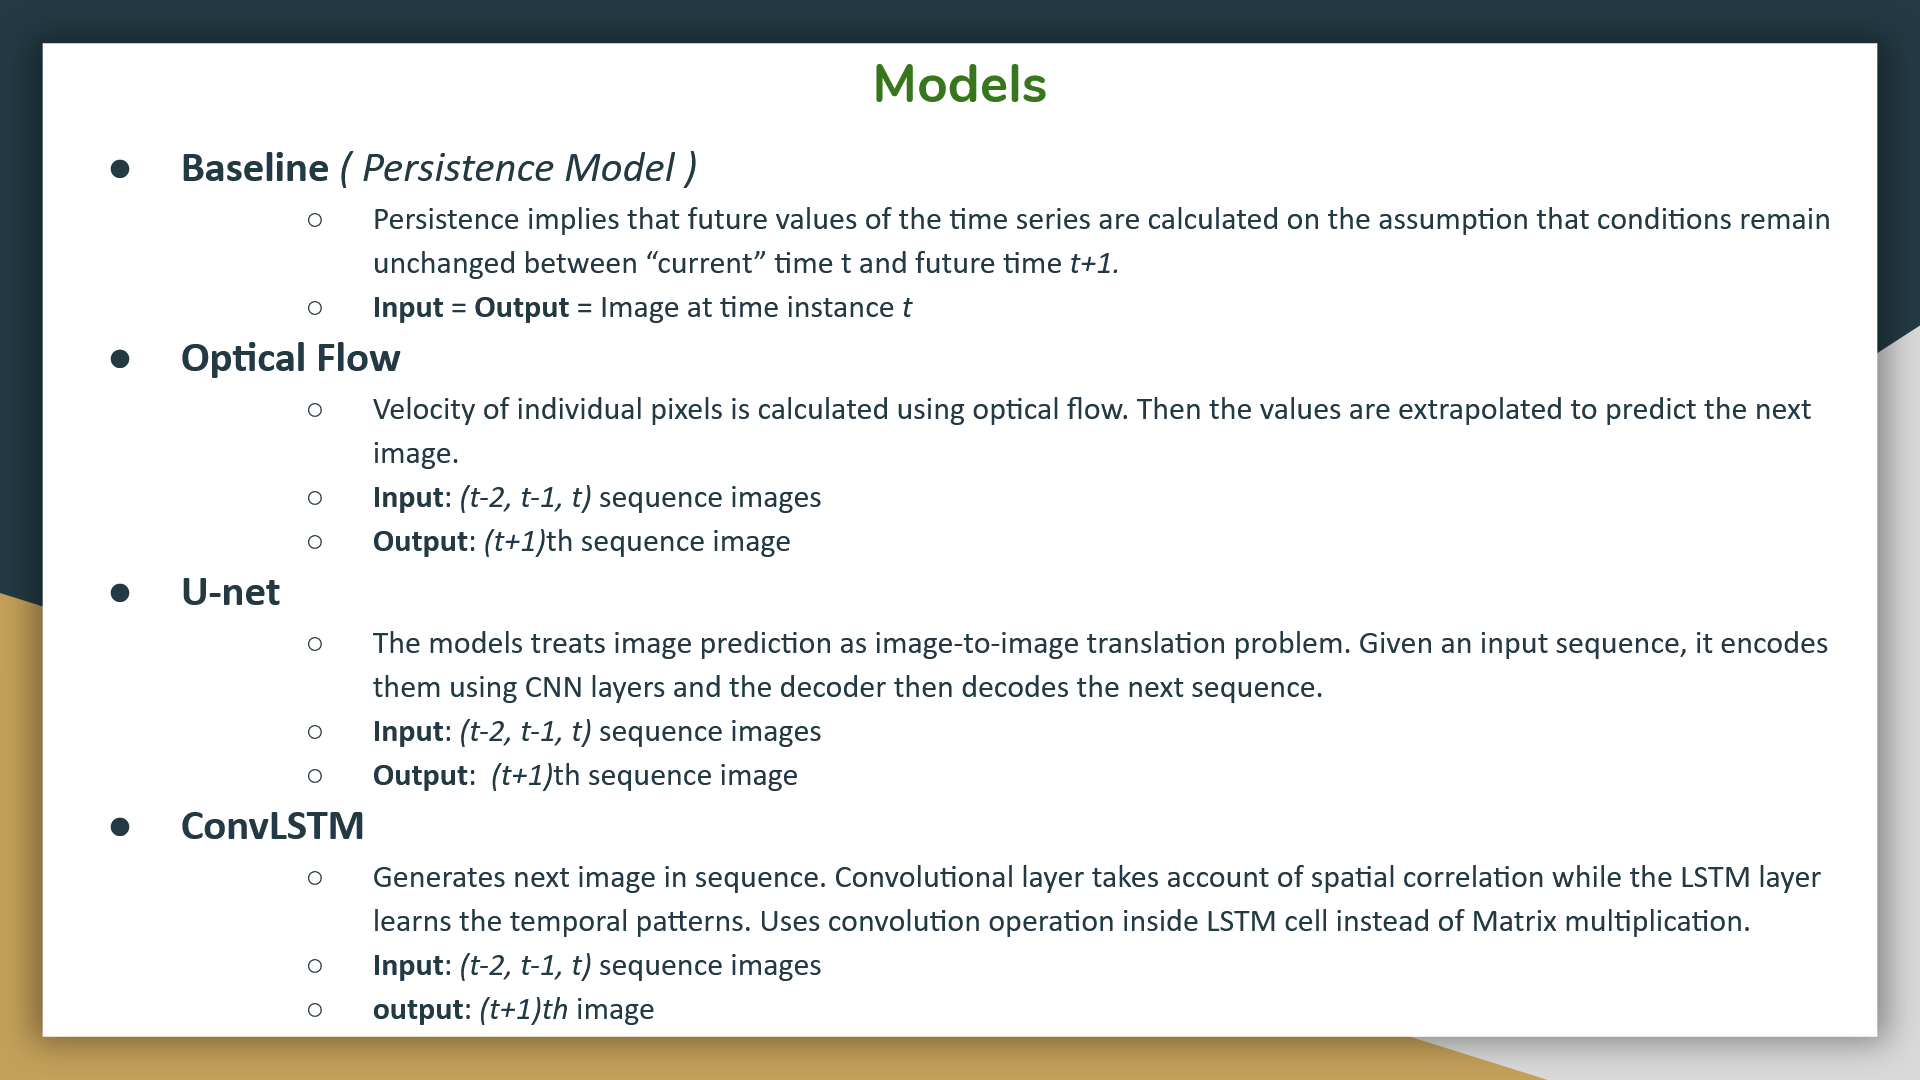 Models
● Baseline ( Persistence Model )
○ Persistence implies that future values of the time series are calculated on the assumption that conditions remain
unchanged between “current” time t and future time t+1.
○ Input = Output = Image at time instance t
● Optical Flow
○ Velocity of individual pixels is calculated using optical flow. Then the values are extrapolated to predict the next
image.
○ Input: (t-2, t-1, t) sequence images
○ Output: (t+1)th sequence image
● U-net
○ The models treats image prediction as image-to-image translation problem. Given an input sequence, it encodes
them using CNN layers and the decoder then decodes the next sequence.
○ Input: (t-2, t-1, t) sequence images
○ Output: (t+1)th sequence image
● ConvLSTM
○ Generates next image in sequence. Convolutional layer takes account of spatial correlation while the LSTM layer
learns the temporal patterns. Uses convolution operation inside LSTM cell instead of Matrix multiplication.
○ Input: (t-2, t-1, t) sequence images
○ output: (t+1)th image